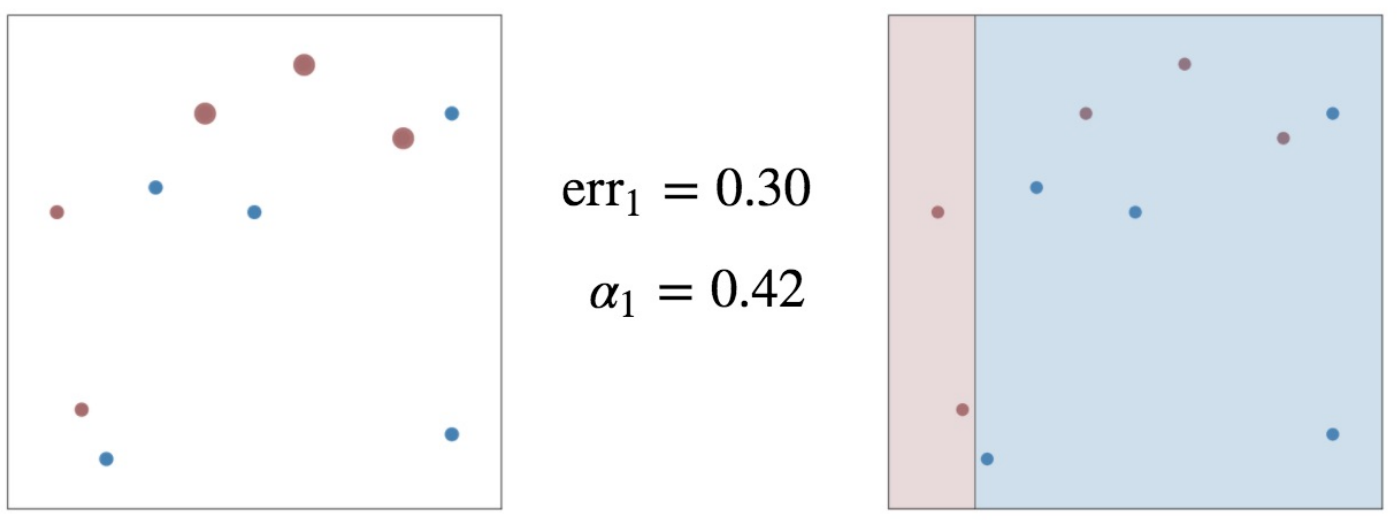 err₁ = 0.30
α₁ = 0.42